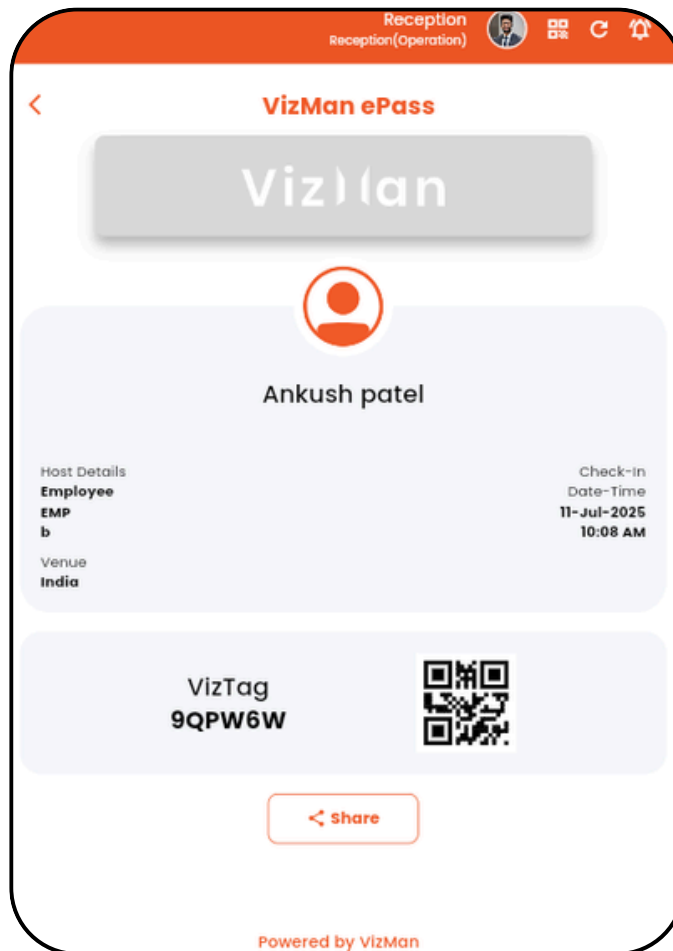 Reception
Reception(Operation)
VizMan ePass
VizMan
Ankush patel
Host Details
Employee
EMP
b
Venue
India
Check-In
Date-Time
11-Jul-2025
10:08 AM
VizTag
9QPW6W
Share
Powered by VizMan